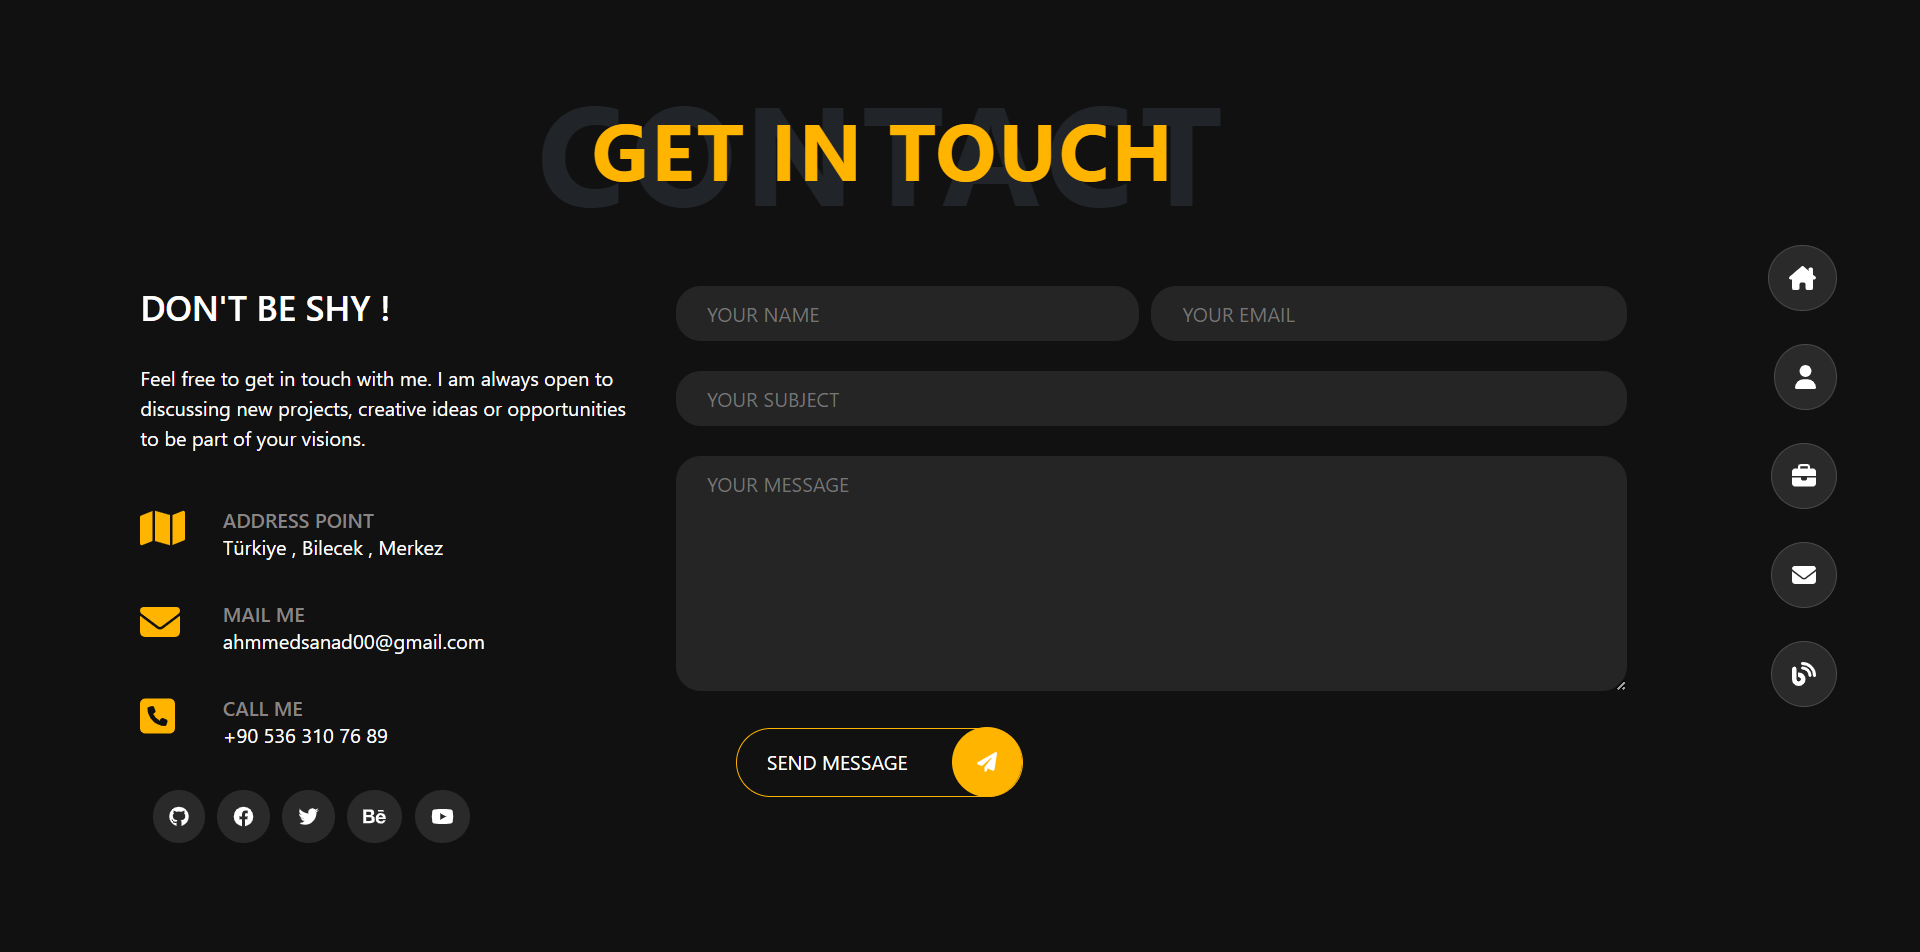 CONTACT
GET IN TOUCH
DON'T BE SHY !
Feel free to get in touch with me. I am always open to
discussing new projects, creative ideas or opportunities
to be part of your visions.
ADDRESS POINT
Türkiye , Bilecek , Merkez
MAIL ME
ahmmedsanad00@gmail.com
CALL ME
+90 536 310 76 89
Bē
YOUR NAME
YOUR EMAIL
YOUR SUBJECT
YOUR MESSAGE
SEND MESSAGE